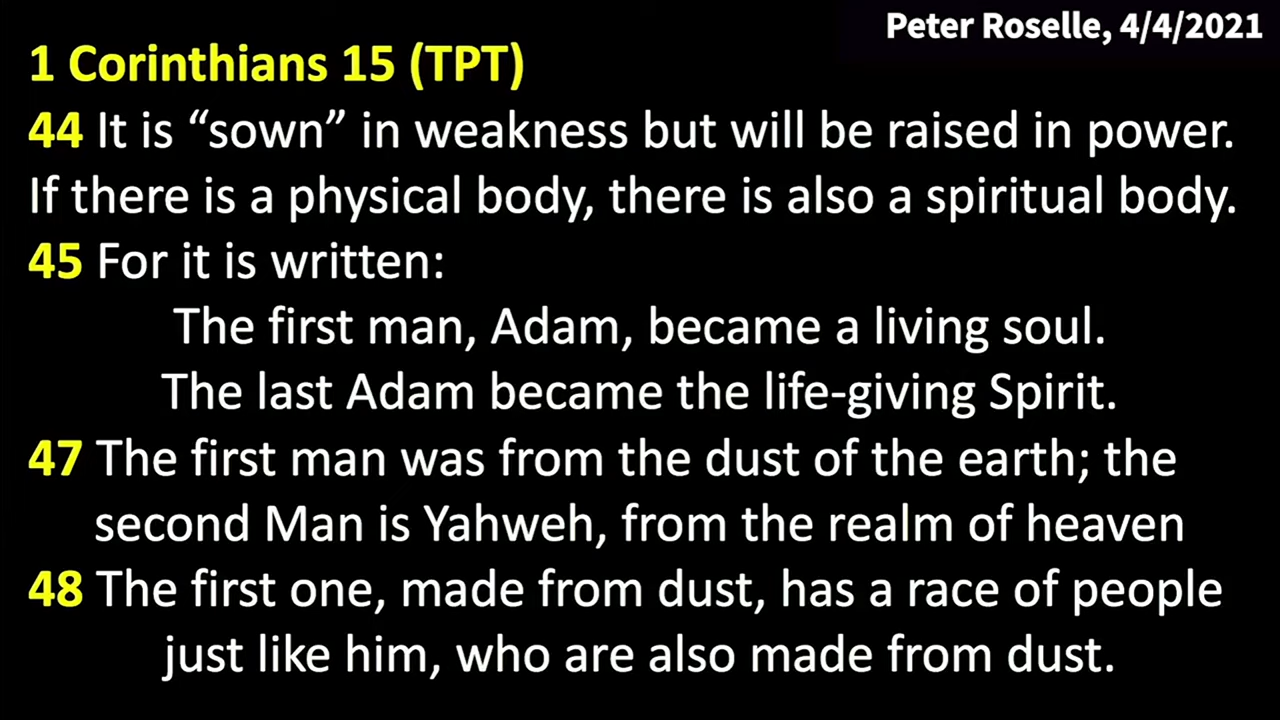 Peter Roselle, 4/4/2021
1 Corinthians 15 (TPT)
44 It is “sown” in weakness but will be raised in power.
If there is a physical body, there is also a spiritual body.
45 For it is written:
The first man, Adam, became a living soul.
The last Adam became the life-giving Spirit.
47 The first man was from the dust of the earth; the
second Man is Yahweh, from the realm of heaven
48 The first one, made from dust, has a race of people
just like him, who are also made from dust.